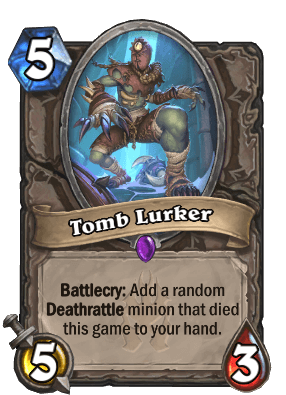 5
Tomb Lurker
Battlecry: Add a random
Deathrattle minion that died
this game to your hand.
5
3